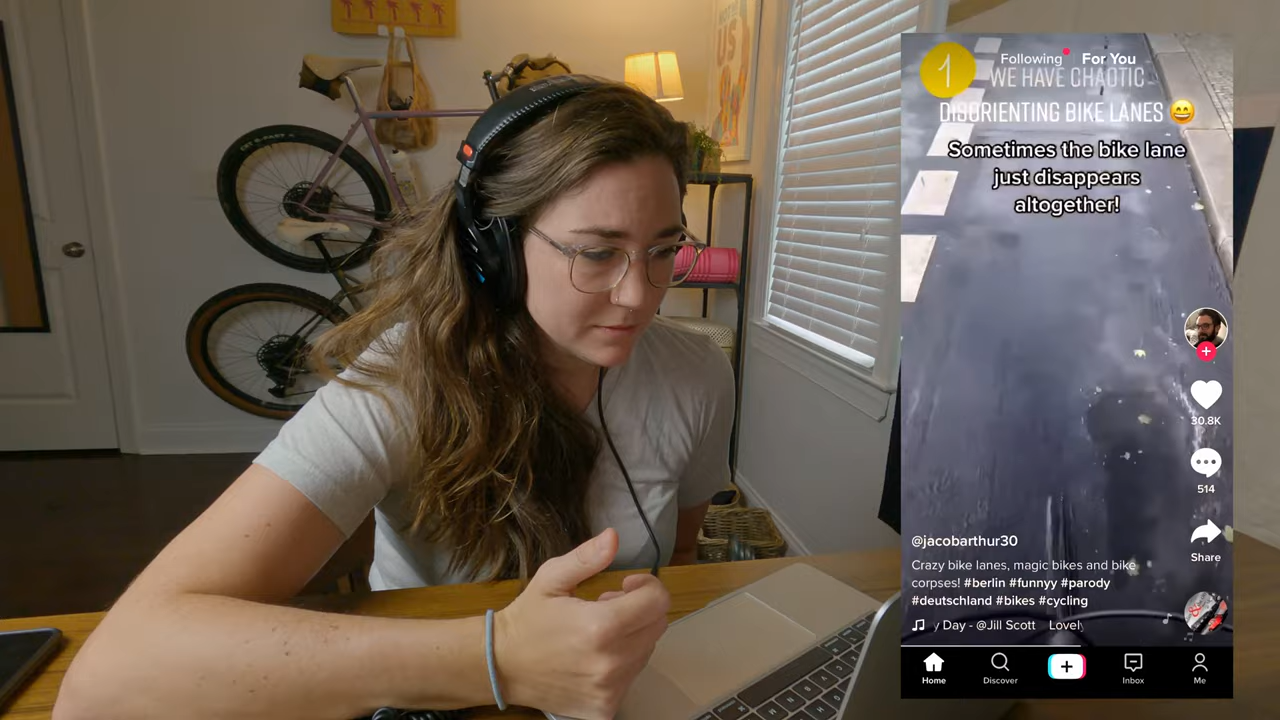 Following
For You
1
WE HAVE CHAOTIC
DISORIENTING BIKE LANES 😄
Sometimes the bike lane
just disappears
altogether!
30.8K
514
Share
@jacobarthur30
Crazy bike lanes, magic bikes and bike
corpses! #berlin #funnyy #parody
#deutschland #bikes #cycling
y Day - @Jill Scott Lovel
Home
Discover
Inbox
Me